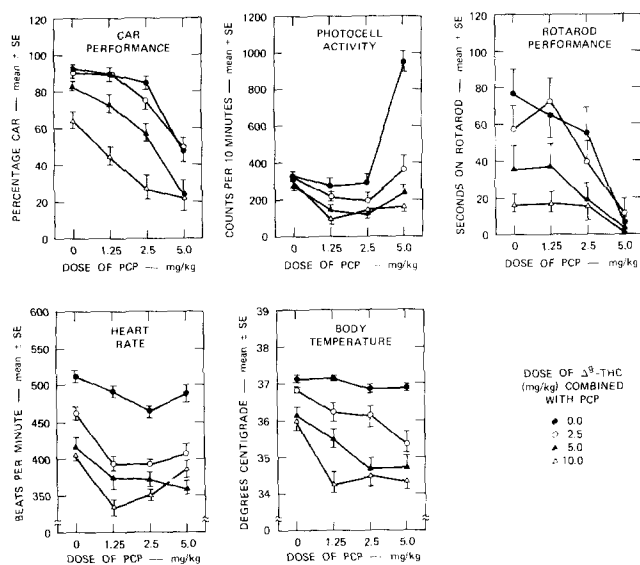 CAR
PERFORMANCE
PERCENTAGE CAR — mean ± SE
120
100
80
60
40
20
0
0 1.25 2.5 5.0
DOSE OF PCP — mg/kg
PHOTOCELL
ACTIVITY
COUNTS PER 10 MINUTES — mean ± SE
1200
1000
800
600
400
200
0
0 1.25 2.5 5.0
DOSE OF PCP — mg/kg
ROTAROD
PERFORMANCE
SECONDS ON ROTAROD — mean ± SE
120
100
80
60
40
20
0
0 1.25 2.5 5.0
DOSE OF PCP — mg/kg
HEART
RATE
BEATS PER MINUTE — mean ± SE
600
550
500
450
400
350
0
0 1.25 2.5 5.0
DOSE OF PCP — mg/kg
BODY
TEMPERATURE
DEGREES CENTIGRADE — mean ± SE
39
38
37
36
35
34
0
0 1.25 2.5 5.0
DOSE OF PCP — mg/kg
DOSE OF Δ⁹-THC
(mg/kg) COMBINED
WITH PCP
● 0.0
○ 2.5
▲ 5.0
△ 10.0